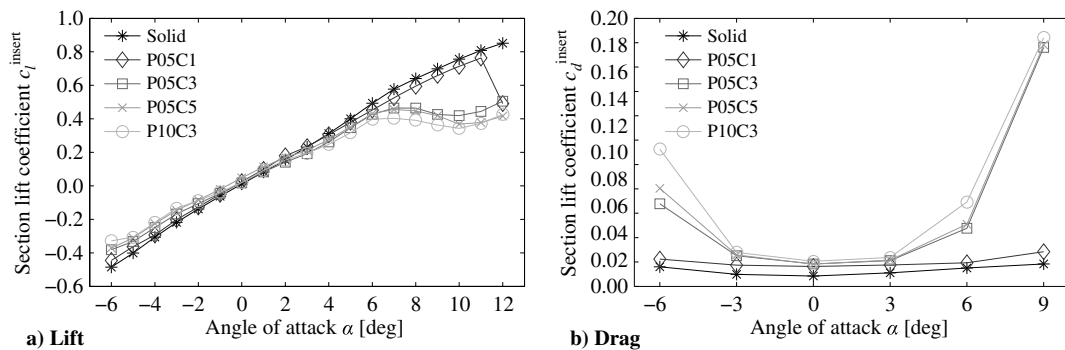 1.0
0.8
0.6
0.4
0.2
0.0
−0.2
−0.4
−0.6
Section lift coefficient c_l^insert
Solid
P05C1
P05C3
P05C5
P10C3
−6 −4 −2 0 2 4 6 8 10 12
Angle of attack α [deg]
a) Lift
0.20
0.18
0.16
0.14
0.12
0.10
0.08
0.06
0.04
0.02
0.00
Section lift coefficient c_d^insert
Solid
P05C1
P05C3
P05C5
P10C3
−6 −3 0 3 6 9
Angle of attack α [deg]
b) Drag